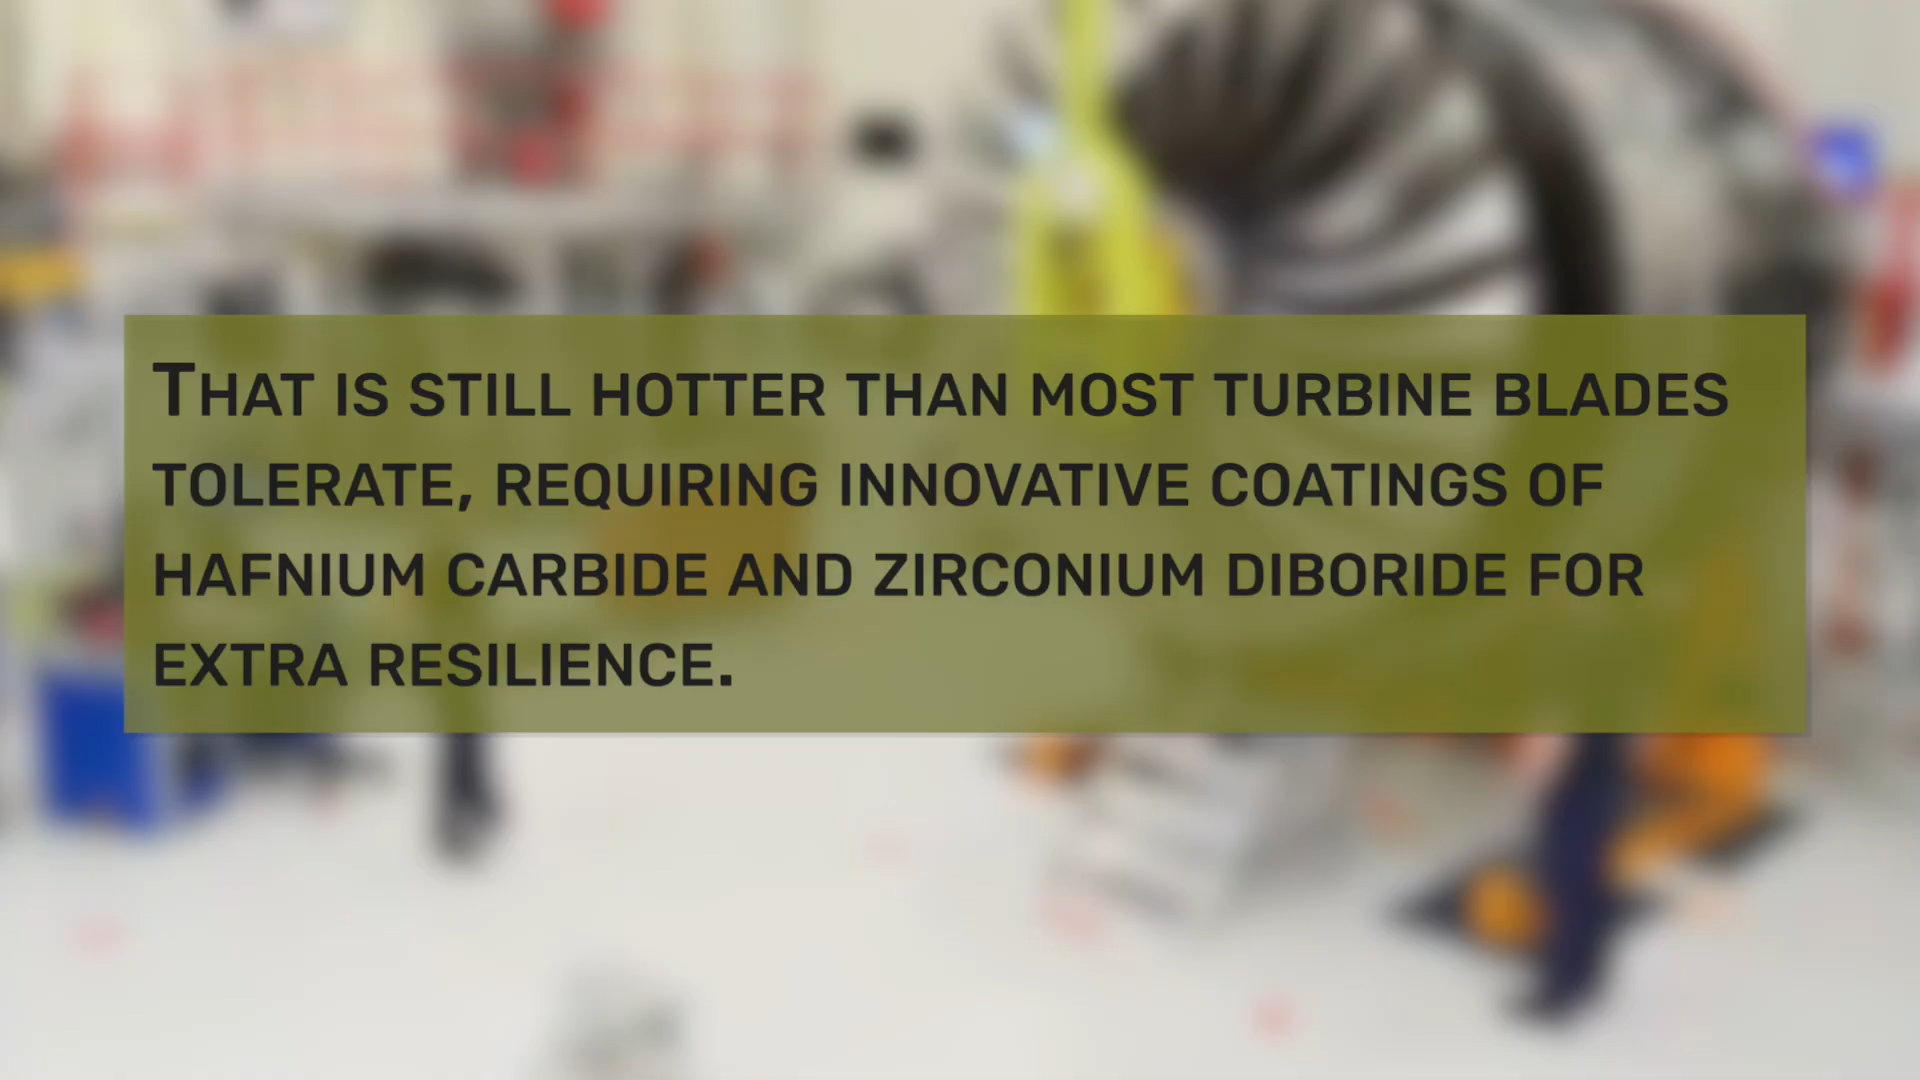 That is still hotter than most turbine blades
tolerate, requiring innovative coatings of
hafnium carbide and zirconium diboride for
extra resilience.